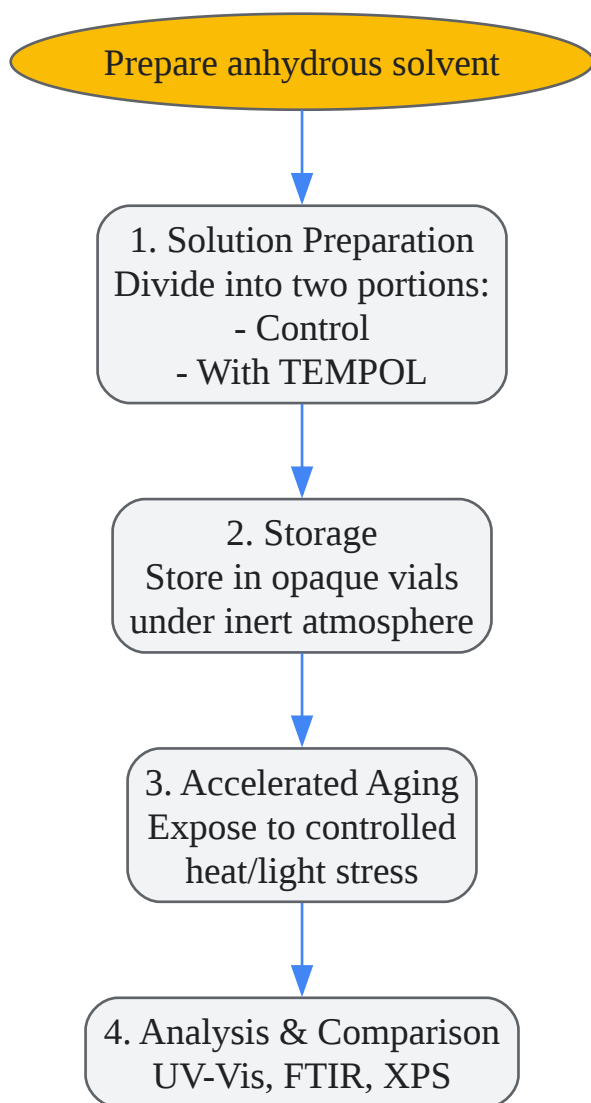 Prepare anhydrous solvent
1. Solution Preparation
Divide into two portions:
- Control
- With TEMPOL
2. Storage
Store in opaque vials
under inert atmosphere
3. Accelerated Aging
Expose to controlled
heat/light stress
4. Analysis & Comparison
UV-Vis, FTIR, XPS